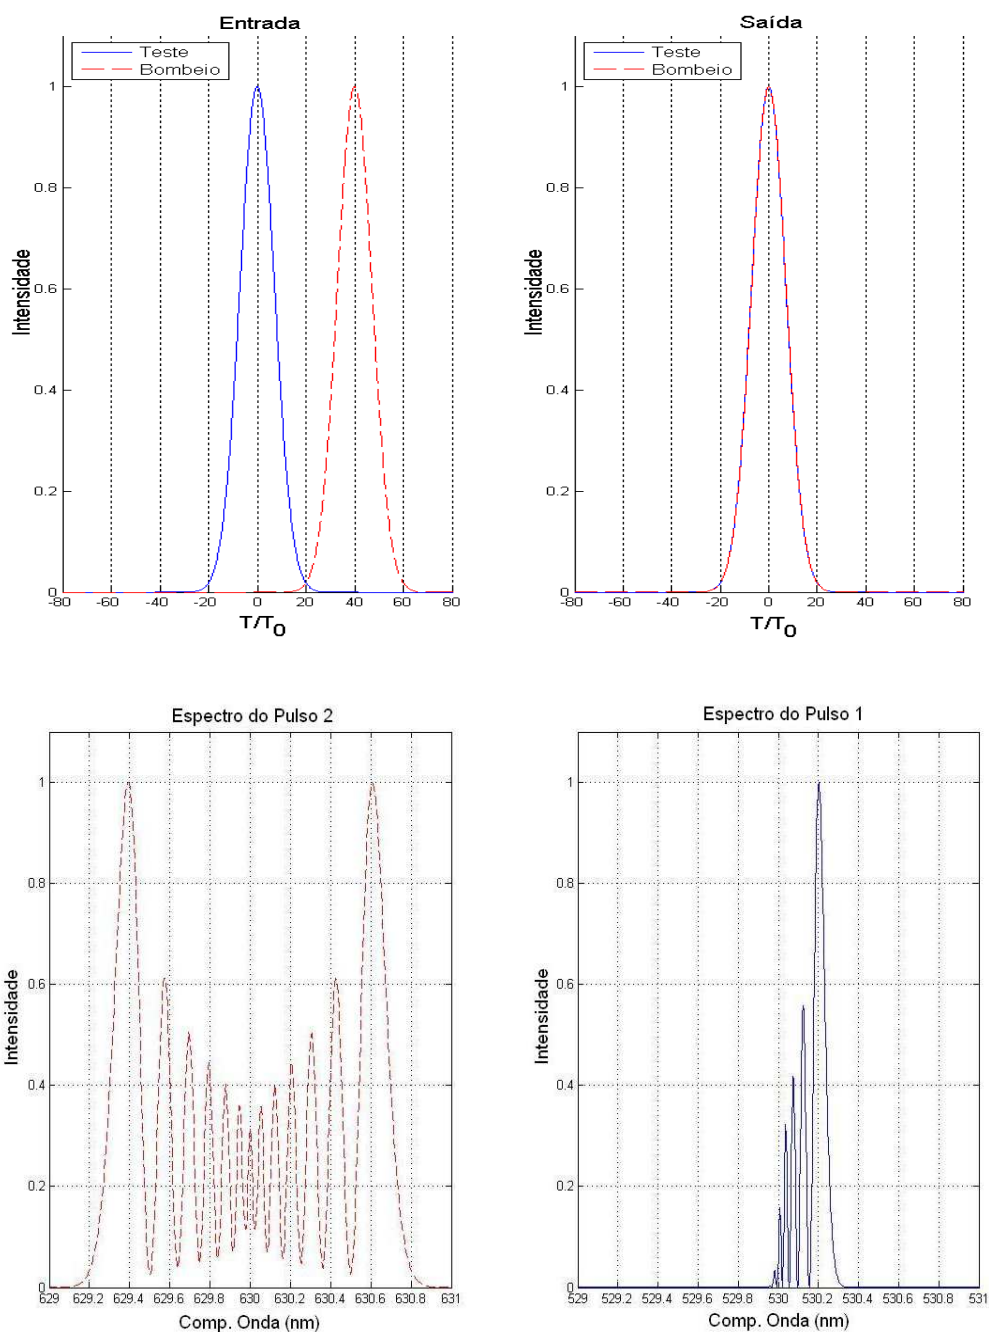 Entrada
Teste
Bombeio
1
0.8
0.6
0.4
0.2
0
Intensidade
-80 -60 -40 -20 0 20 40 60 80
T/T0
Saída
Teste
Bombeio
1
0.8
0.6
0.4
0.2
0
Intensidade
-80 -60 -40 -20 0 20 40 60 80
T/T0
Espectro do Pulso 2
1
0.8
0.6
0.4
0.2
0
Intensidade
629 629.2 629.4 629.6 629.8 630 630.2 630.4 630.6 630.8 631
Comp. Onda (nm)
Espectro do Pulso 1
1
0.8
0.6
0.4
0.2
0
Intensidade
529 529.2 529.4 529.6 529.8 530 530.2 530.4 530.6 530.8 531
Comp. Onda (nm)